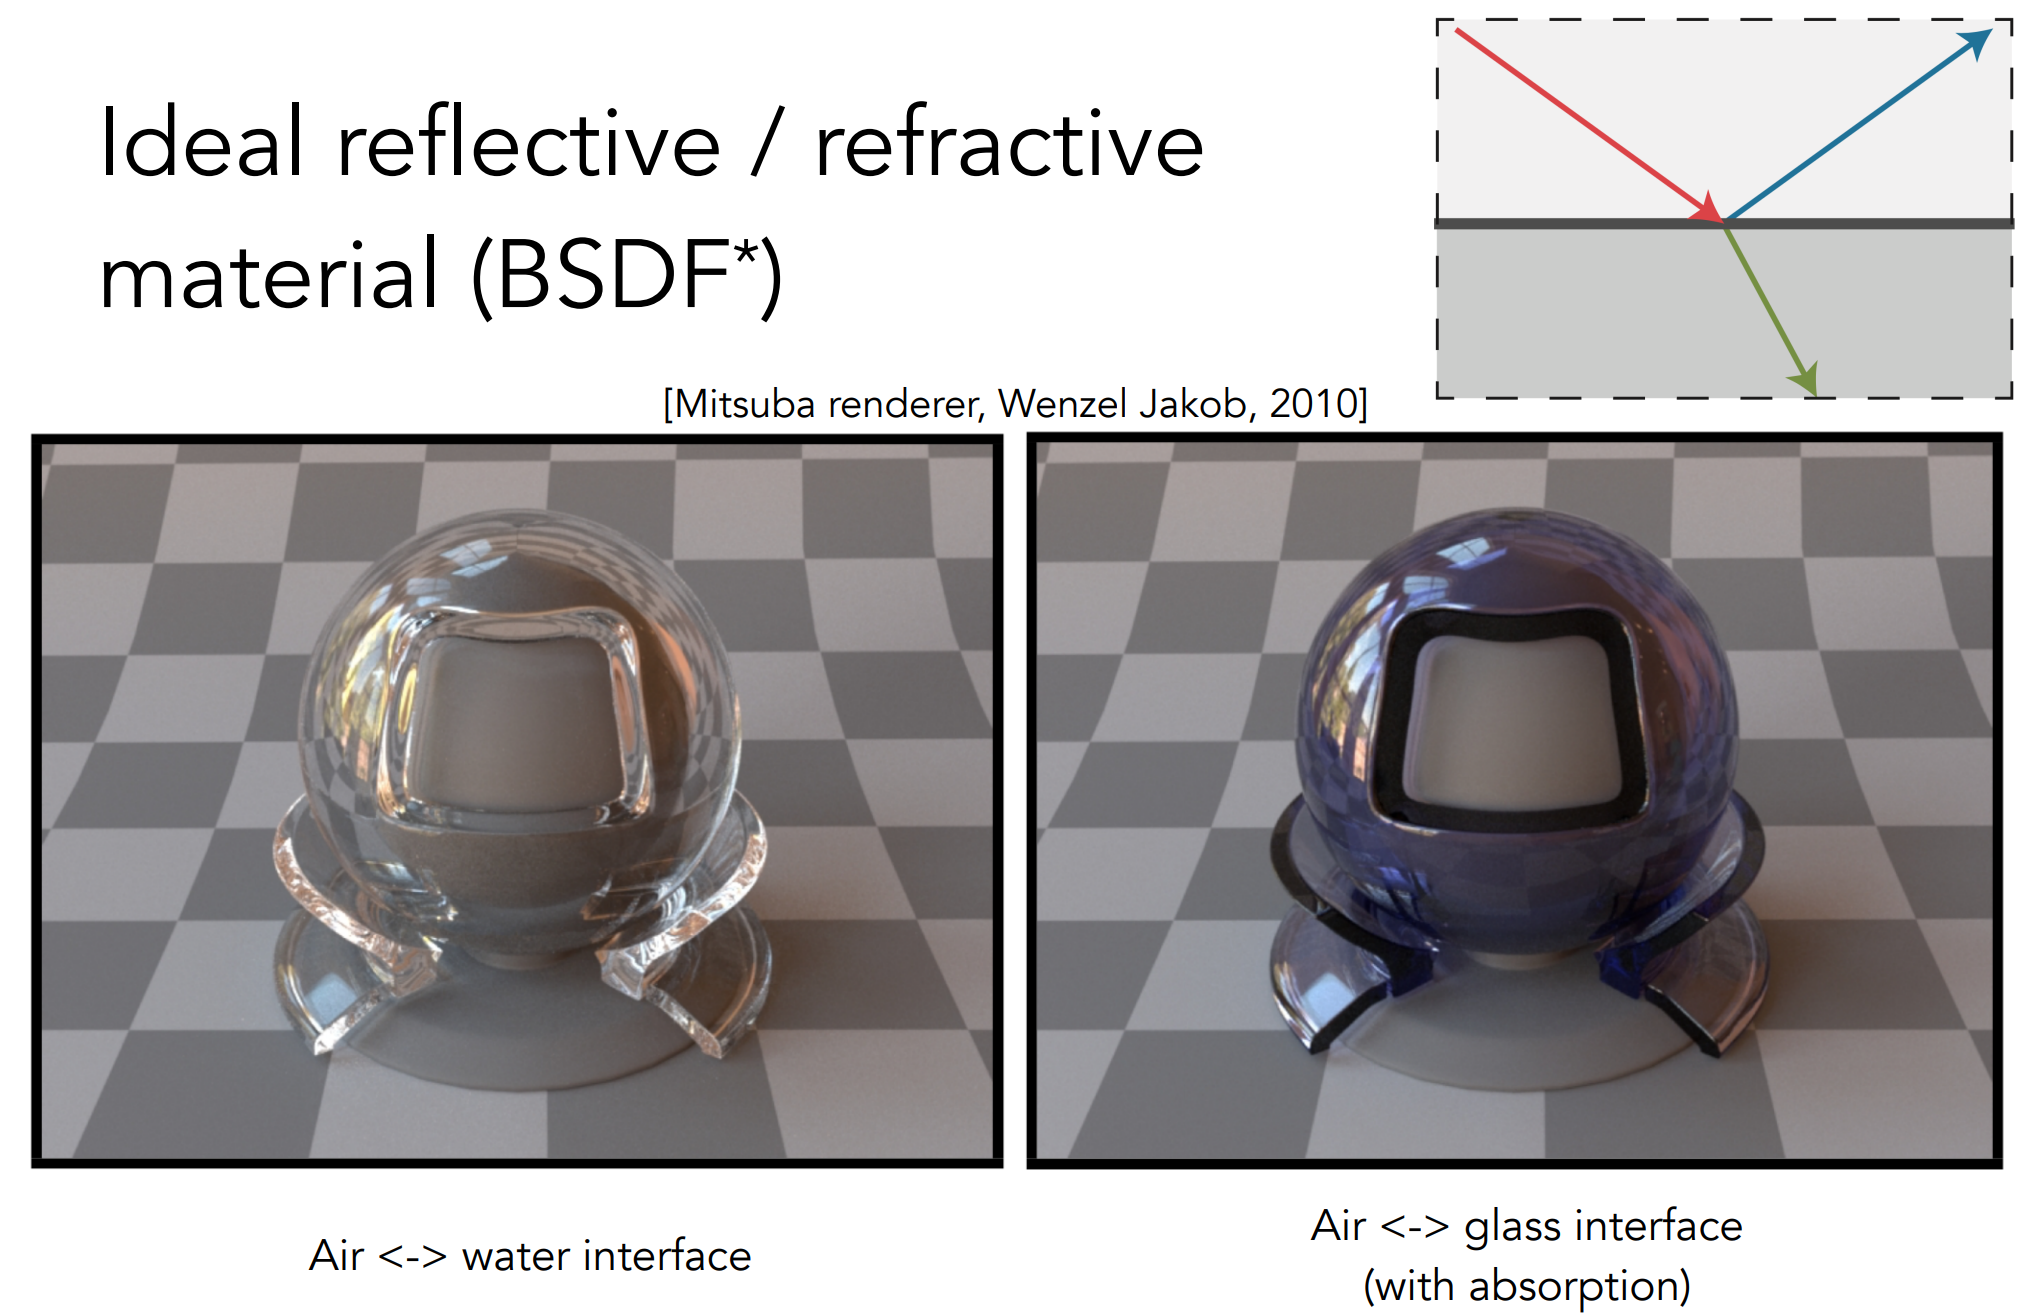 Ideal reflective / refractive
material (BSDF*)
[Mitsuba renderer, Wenzel Jakob, 2010]
Air <-> water interface
Air <-> glass interface
(with absorption)